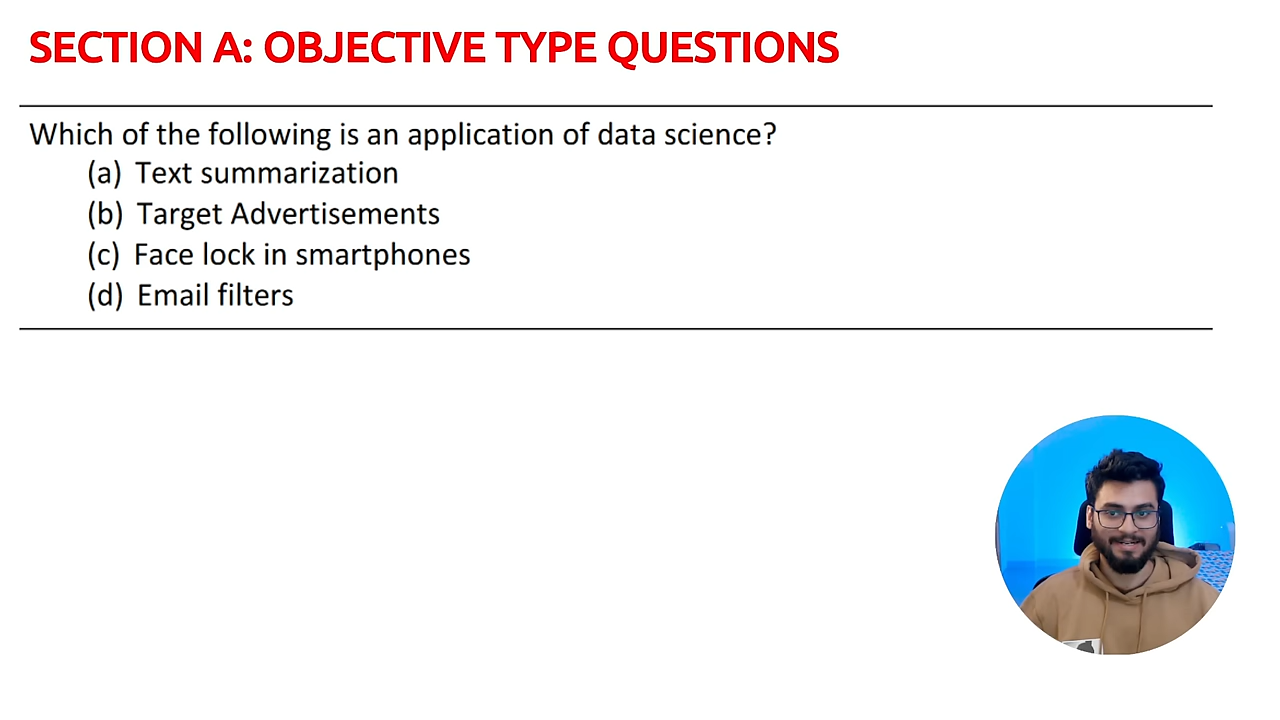 SECTION A: OBJECTIVE TYPE QUESTIONS
Which of the following is an application of data science?
(a) Text summarization
(b) Target Advertisements
(c) Face lock in smartphones
(d) Email filters